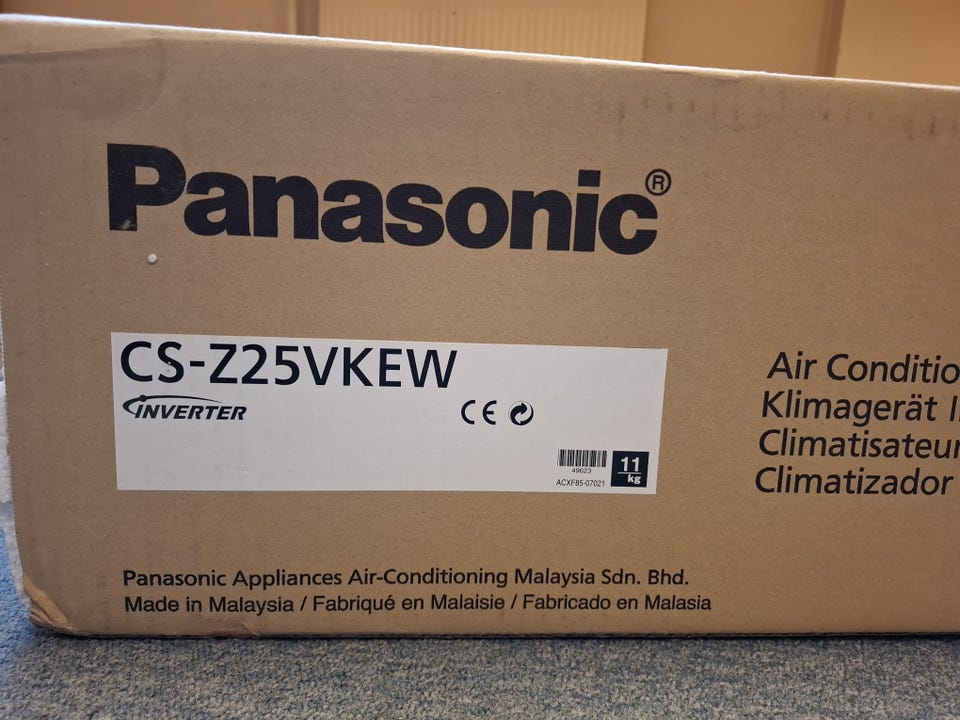 Panasonic®
CS-Z25VKEW
INVERTER
CE
49623
11
kg
ACXF85-07021
Air Conditio
Klimagerät I
Climatisateur
Climatizador
Panasonic Appliances Air-Conditioning Malaysia Sdn. Bhd.
Made in Malaysia / Fabriqué en Malaisie / Fabricado en Malasia